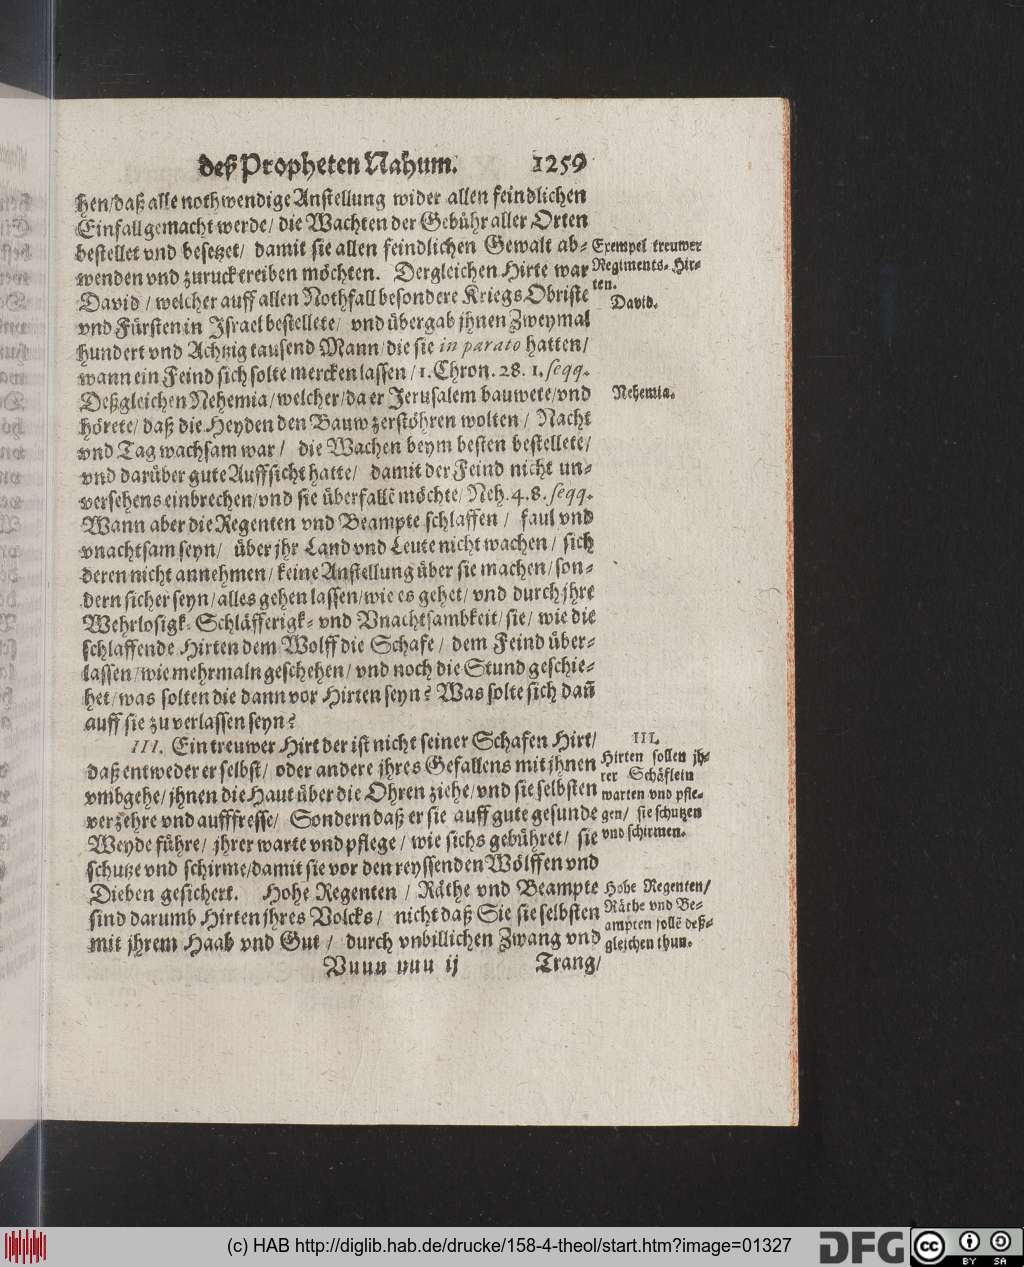 deß Propheten Nahum. 1259
hen/daß alle nothwendige Anstellung wider allen feindlichen
Einfall gemacht werde/ die Wachten der Gebühr aller Orten
bestellet vnd besetzet/ damit sie allen feindlichen Gewalt ab-
wenden vnd zuruck treiben möchten. Dergleichen Hirte war
David / welcher auff allen Nothfall besondere Kriegs Obriste
vnd Fürsten in Israel bestellete/ vnd übergab jhnen Zweymal
hundert vnd Achtzig tausend Mann/die sie in parato hatten/
wann ein Feind sich solte mercken lassen /1. Chron. 28. 1. seqq.
Deßgleichen Nehemia/welcher/da er Jerusalem bauwete/vnd
hörete/ daß die Heyden den Bauw zerstöhren wolten / Nacht
vnd Tag wachsam war / die Wachen beym besten bestellete/
vnd darüber gute Auffsicht hatte/ damit der Feind nicht un-
versehens einbrechen/vnd sie überfallẽ möchte/ Neh. 4. 8. seqq.
Wann aber die Regenten vnd Beampte schlaffen / faul vnd
vnachtsam seyn/ über jhr Land vnd Leute nicht wachen/ sich
deren nicht annehmen/ keine Anstellung über sie machen/ son-
dern sicher seyn/alles gehen lassen/wie es gehet/ vnd durch jhre
Wehrlosigk- Schläfferigk- vnd Vnachtsambkeit/ sie/ wie die
schlaffende Hirten dem Wolff die Schafe / dem Feind über-
lassen/wie mehrmaln geschehen/ vnd noch die Stund geschie-
het/was solten die dann vor Hirten seyn? Was solte sich dañ
auff sie zu verlassen seyn?
III. Ein treuwer Hirt der ist nicht seiner Schafen Hirt/
daß entweder er selbst/ oder andere jhres Gefallens mit jhnen
vmbgehe/ jhnen die Haut über die Ohren ziehe/ vnd sie selbsten
verzehre vnd aufffresse/ Sondern daß er sie auff gute gesunde
Weyde führe/ jhrer warte vnd pflege / wie sichs gebühret/ sie
schutze vnd schirme/damit sie vor den reyssenden Wölffen vnd
Dieben gesichert. Hohe Regenten / Räthe vnd Beampte
sind darumb Hirten jhres Volcks / nicht daß Sie sie selbsten
mit jhrem Haab vnd Gut / durch vnbillichen Zwang vnd
Vuuu uuu ij Trang/
Exempel treuwer
Regiments-Hir-
ten.
David.
Nehemia.
III.
Hirten sollen jh-
rer Schäflein
warten vnd pfle-
gen/ sie schutzen
vnd schirmen.
Hohe Regenten/
Räthe vnd Be-
ampten sollẽ deß-
gleichen thun.
(c) HAB http://diglib.hab.de/drucke/158-4-theol/start.htm?image=01327
DFG
cc BY SA